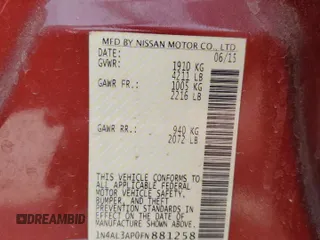 MFD BY NISSAN MOTOR CO., LTD.
DATE: 06/15
GVWR: 1910 KG
4211 LB
GAWR FR.: 1005 KG
2216 LB
GAWR RR.: 940 KG
2072 LB
THIS VEHICLE CONFORMS TO ALL
APPLICABLE FEDERAL MOTOR
VEHICLE SAFETY,
BUMPER, AND THEFT
PREVENTION STANDARDS IN
EFFECT ON THE DATE OF
MANUFACTURE SHOWN ABOVE.
1N4AL3AP0FN881258
DREAMBID